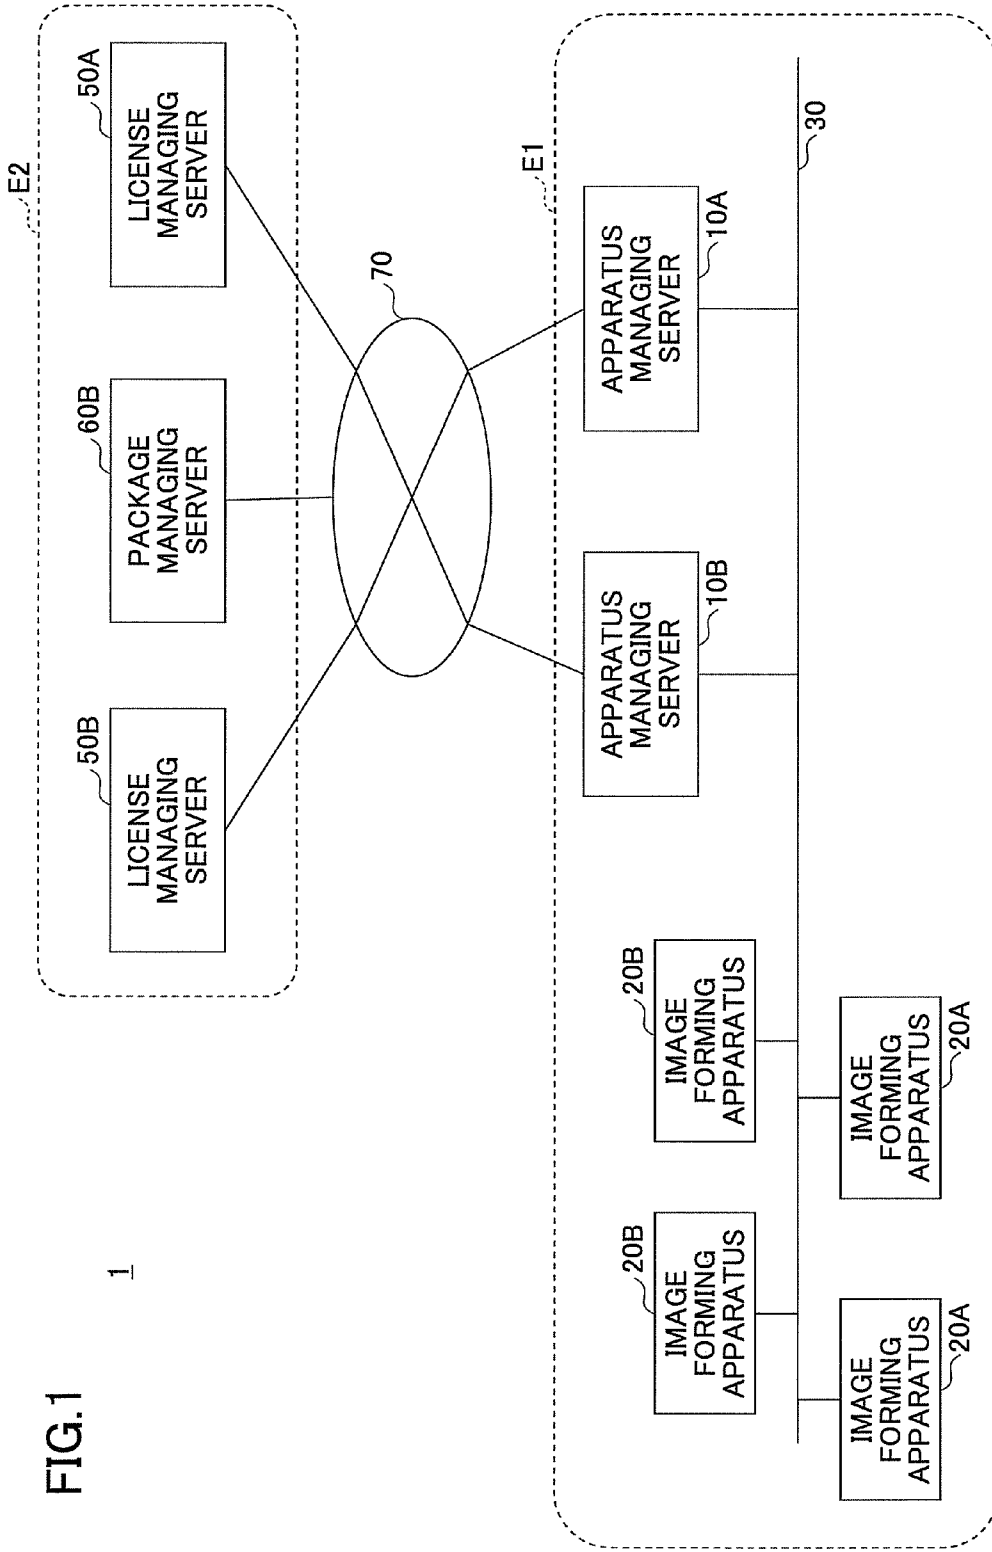 FIG.1
1
E2
50B
LICENSE
MANAGING
SERVER
60B
PACKAGE
MANAGING
SERVER
50A
LICENSE
MANAGING
SERVER
70
E1
20B
IMAGE
FORMING
APPARATUS
20B
IMAGE
FORMING
APPARATUS
APPARATUS
MANAGING
SERVER
10B
APPARATUS
MANAGING
SERVER
10A
30
IMAGE
FORMING
APPARATUS
20A
IMAGE
FORMING
APPARATUS
20A